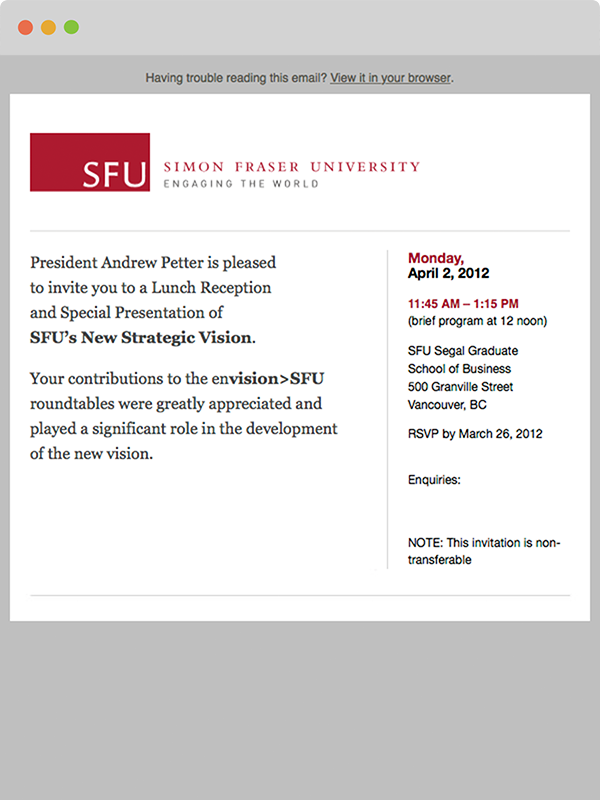 Having trouble reading this email? View it in your browser.
SFU
SIMON FRASER UNIVERSITY
ENGAGING THE WORLD
President Andrew Petter is pleased
to invite you to a Lunch Reception
and Special Presentation of
SFU’s New Strategic Vision.
Your contributions to the envision>SFU
roundtables were greatly appreciated and
played a significant role in the development
of the new vision.
Monday,
April 2, 2012
11:45 AM – 1:15 PM
(brief program at 12 noon)
SFU Segal Graduate
School of Business
500 Granville Street
Vancouver, BC
RSVP by March 26, 2012
Enquiries:
NOTE: This invitation is non-
transferable